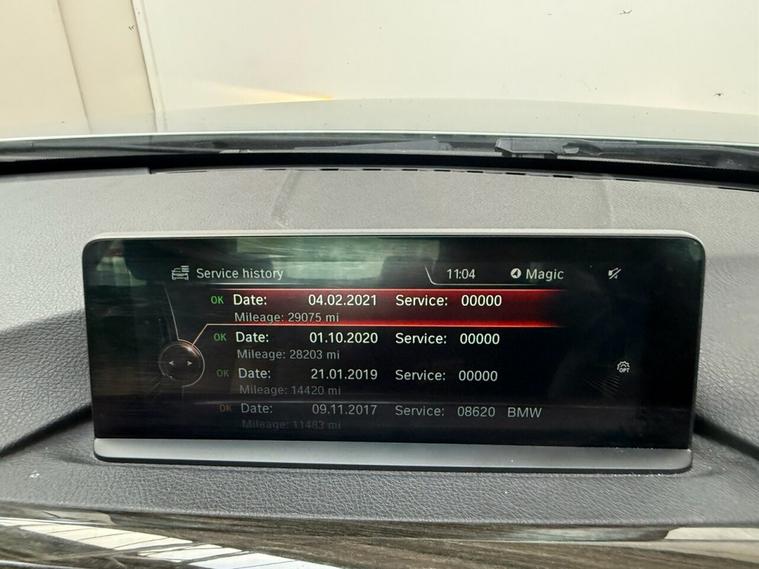 Service history 11:04 Magic
OK Date: 04.02.2021 Service: 00000
Mileage: 29075 mi
OK Date: 01.10.2020 Service: 00000
Mileage: 28203 mi
OK Date: 21.01.2019 Service: 00000
Mileage: 14420 mi
OK Date: 09.11.2017 Service: 08620 BMW
Mileage: 11483 mi
OFF